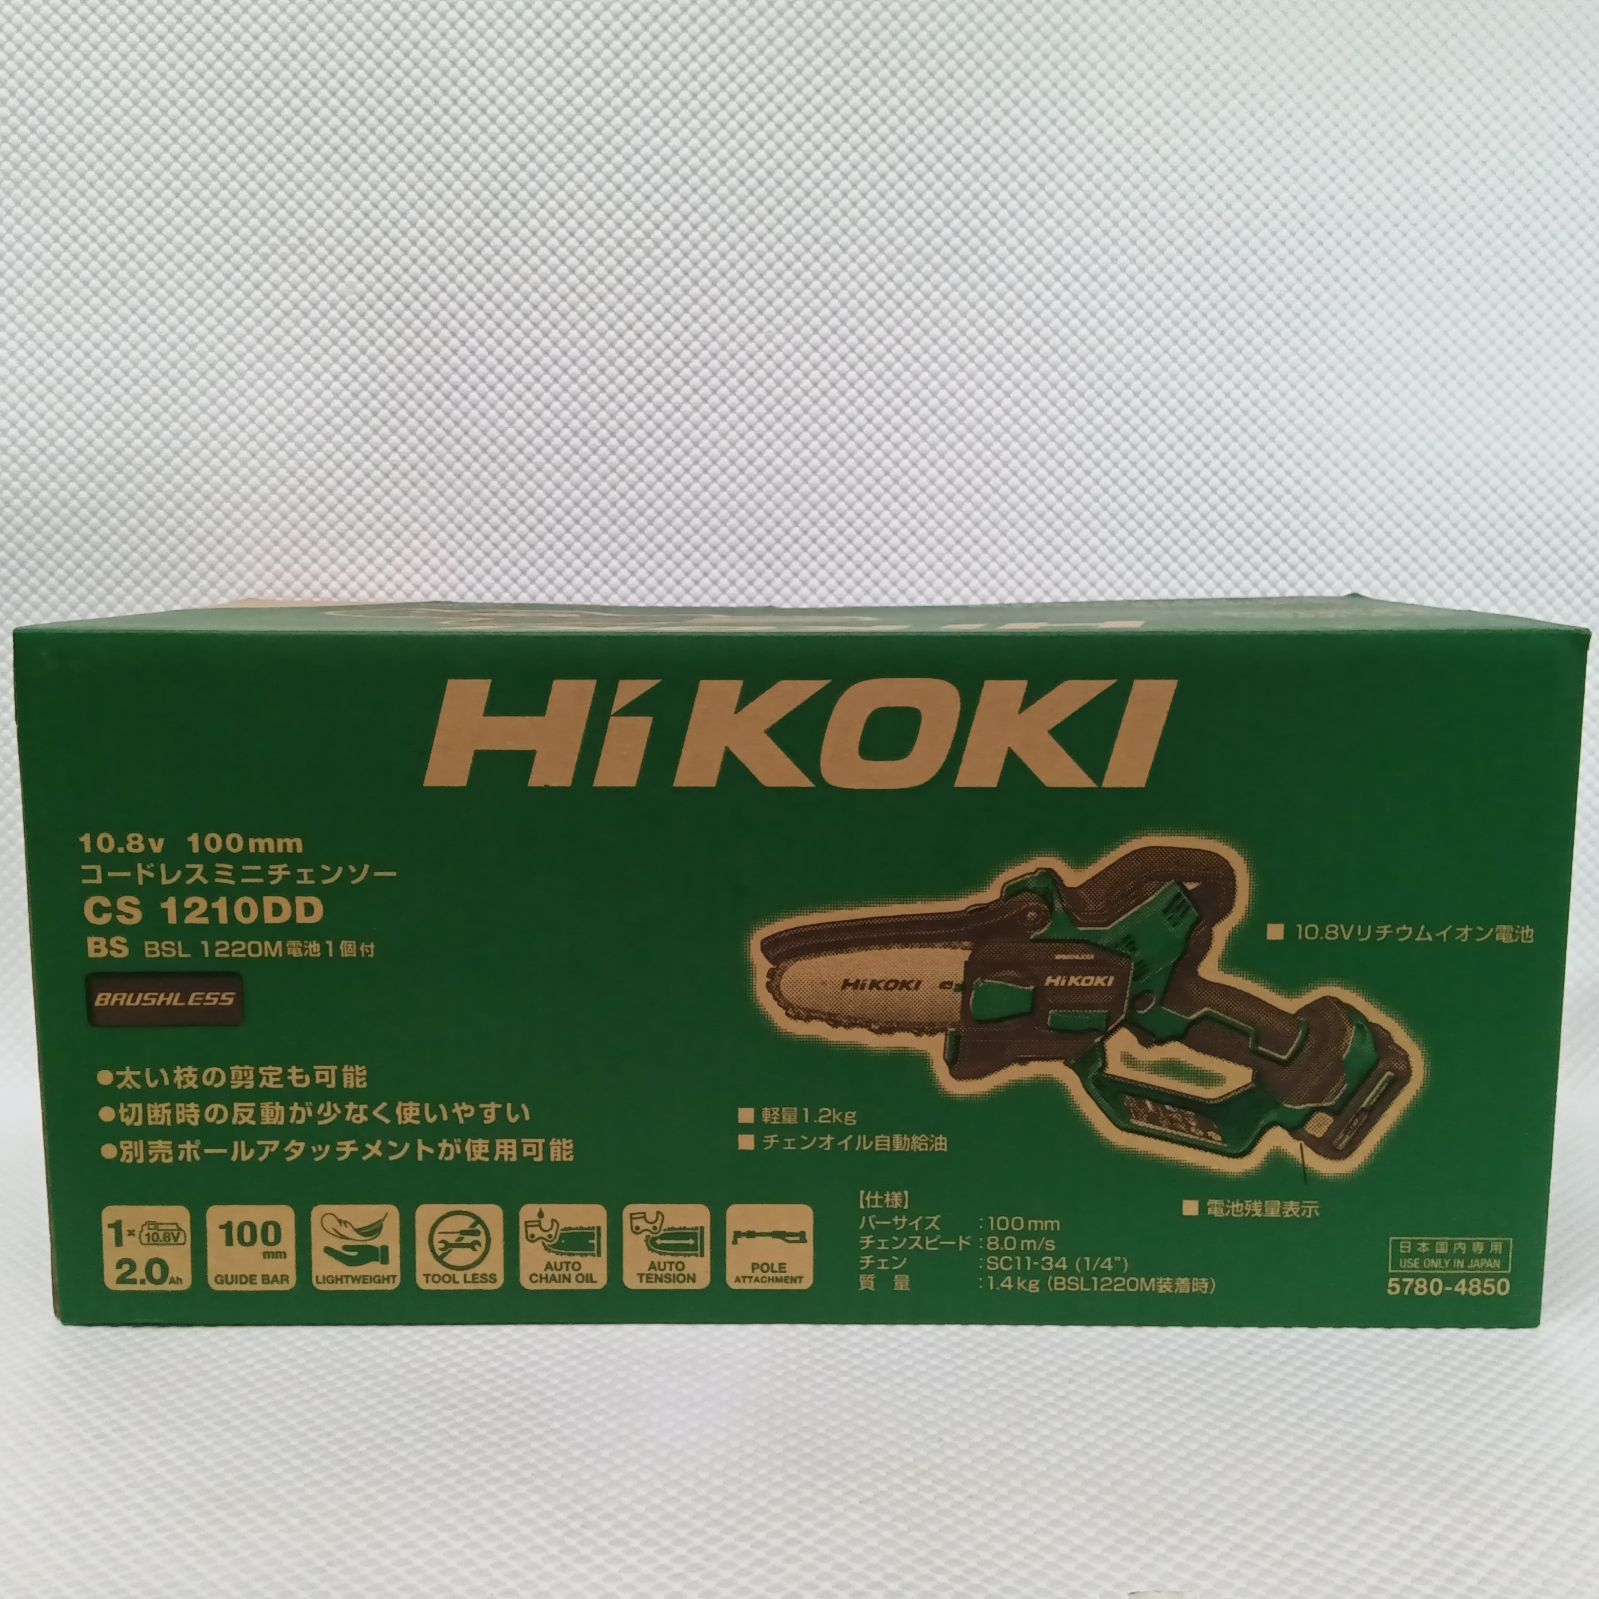 HiKOKI
10.8v 100mm
コードレスミニチェンソー
CS 1210DD
BS BSL 1220M電池1個付
BRUSHLESS
●太い枝の剪定も可能
●切断時の反動が少なく使いやすい
●別売ポールアタッチメントが使用可能
HiKOKI
HiKOKI
■ 10.8Vリチウムイオン電池
■ 軽量1.2kg
■ チェンオイル自動給油
■ 電池残量表示
1× 10.8V
2.0Ah
100
mm
GUIDE BAR
LIGHTWEIGHT
TOOL LESS
AUTO
CHAIN OIL
AUTO
TENSION
POLE
ATTACHMENT
【仕様】
バーサイズ :100mm
チェンスピード :8.0m/s
チェン :SC11-34 (1/4")
質量 :1.4kg (BSL1220M装着時)
日本国内専用
USE ONLY IN JAPAN
5780-4850